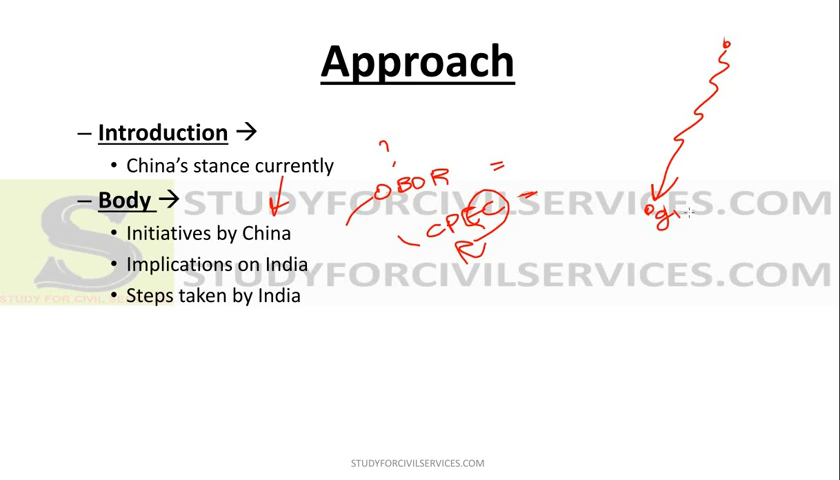 Approach
– Introduction →
• China's stance currently
– Body →
• Initiatives by China
• Implications on India
• Steps taken by India
?
OBOR =
CPEC
STUDYFORCIVILSERVICES.COM
STUDYFORCIVILSERVICES.COM
STUDY FOR CIVIL SERVICES
STUDYFORCIVILSERVICES.COM